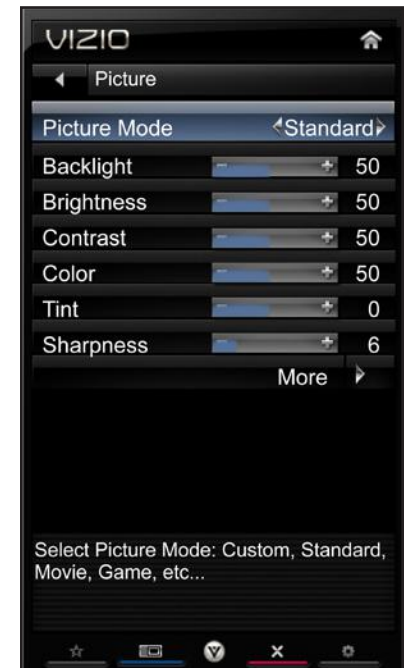 VIZIO
Picture
Picture Mode Standard
Backlight - + 50
Brightness - + 50
Contrast - + 50
Color - + 50
Tint - + 0
Sharpness - + 6
More
Select Picture Mode: Custom, Standard,
Movie, Game, etc...
V